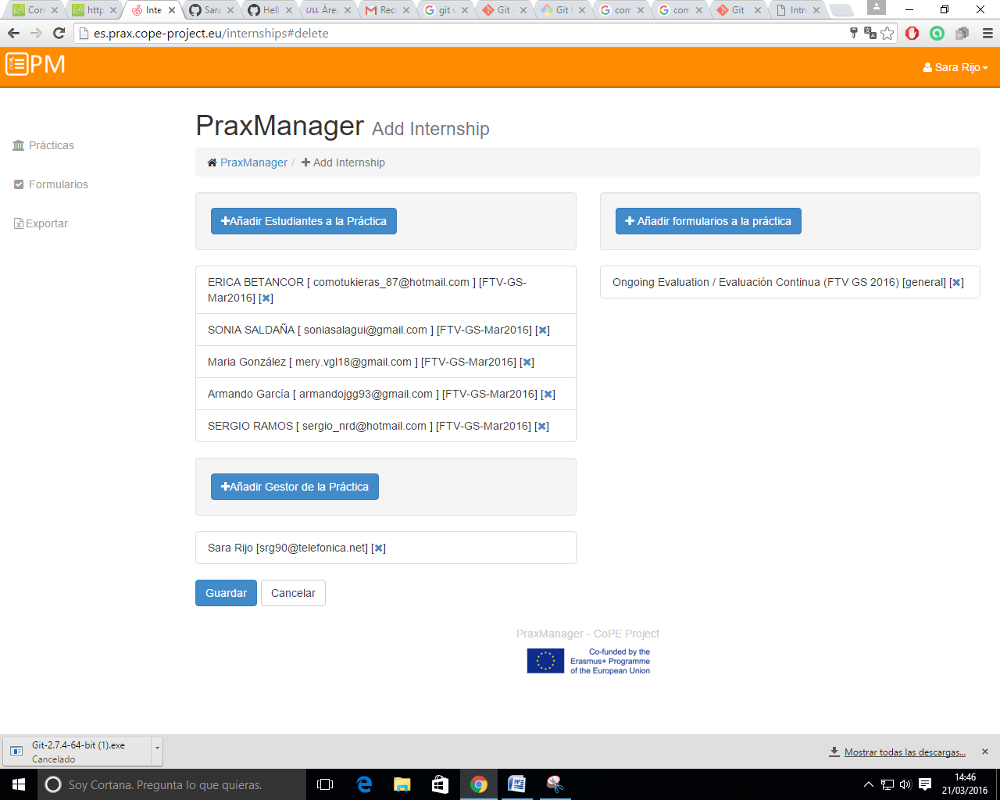 Corr
http
Inte
Sara
Hell
ULL Área
Reci
git v
Git -
Git f
com
com
Git -
Intro
es.prax.cope-project.eu/internships#delete
PM
Sara Rijo
Prácticas
Formularios
Exportar
PraxManager Add Internship
PraxManager / Add Internship
Añadir Estudiantes a la Práctica
ERICA BETANCOR [ comotukieras_87@hotmail.com ] [FTV-GS-
Mar2016] [✖]
SONIA SALDAÑA [ soniasalagui@gmail.com ] [FTV-GS-Mar2016] [✖]
Maria González [ mery.vgl18@gmail.com ] [FTV-GS-Mar2016] [✖]
Armando García [ armandojgg93@gmail.com ] [FTV-GS-Mar2016] [✖]
SERGIO RAMOS [ sergio_nrd@hotmail.com ] [FTV-GS-Mar2016] [✖]
Añadir Gestor de la Práctica
Sara Rijo [srg90@telefonica.net] [✖]
Guardar
Cancelar
Añadir formularios a la práctica
Ongoing Evaluation / Evaluación Continua (FTV GS 2016) [general] [✖]
PraxManager - CoPE Project
Co-funded by the
Erasmus+ Programme
of the European Union
Git-2.7.4-64-bit (1).exe
Cancelado
Mostrar todas las descargas...
Soy Cortana. Pregunta lo que quieras.
14:46
21/03/2016